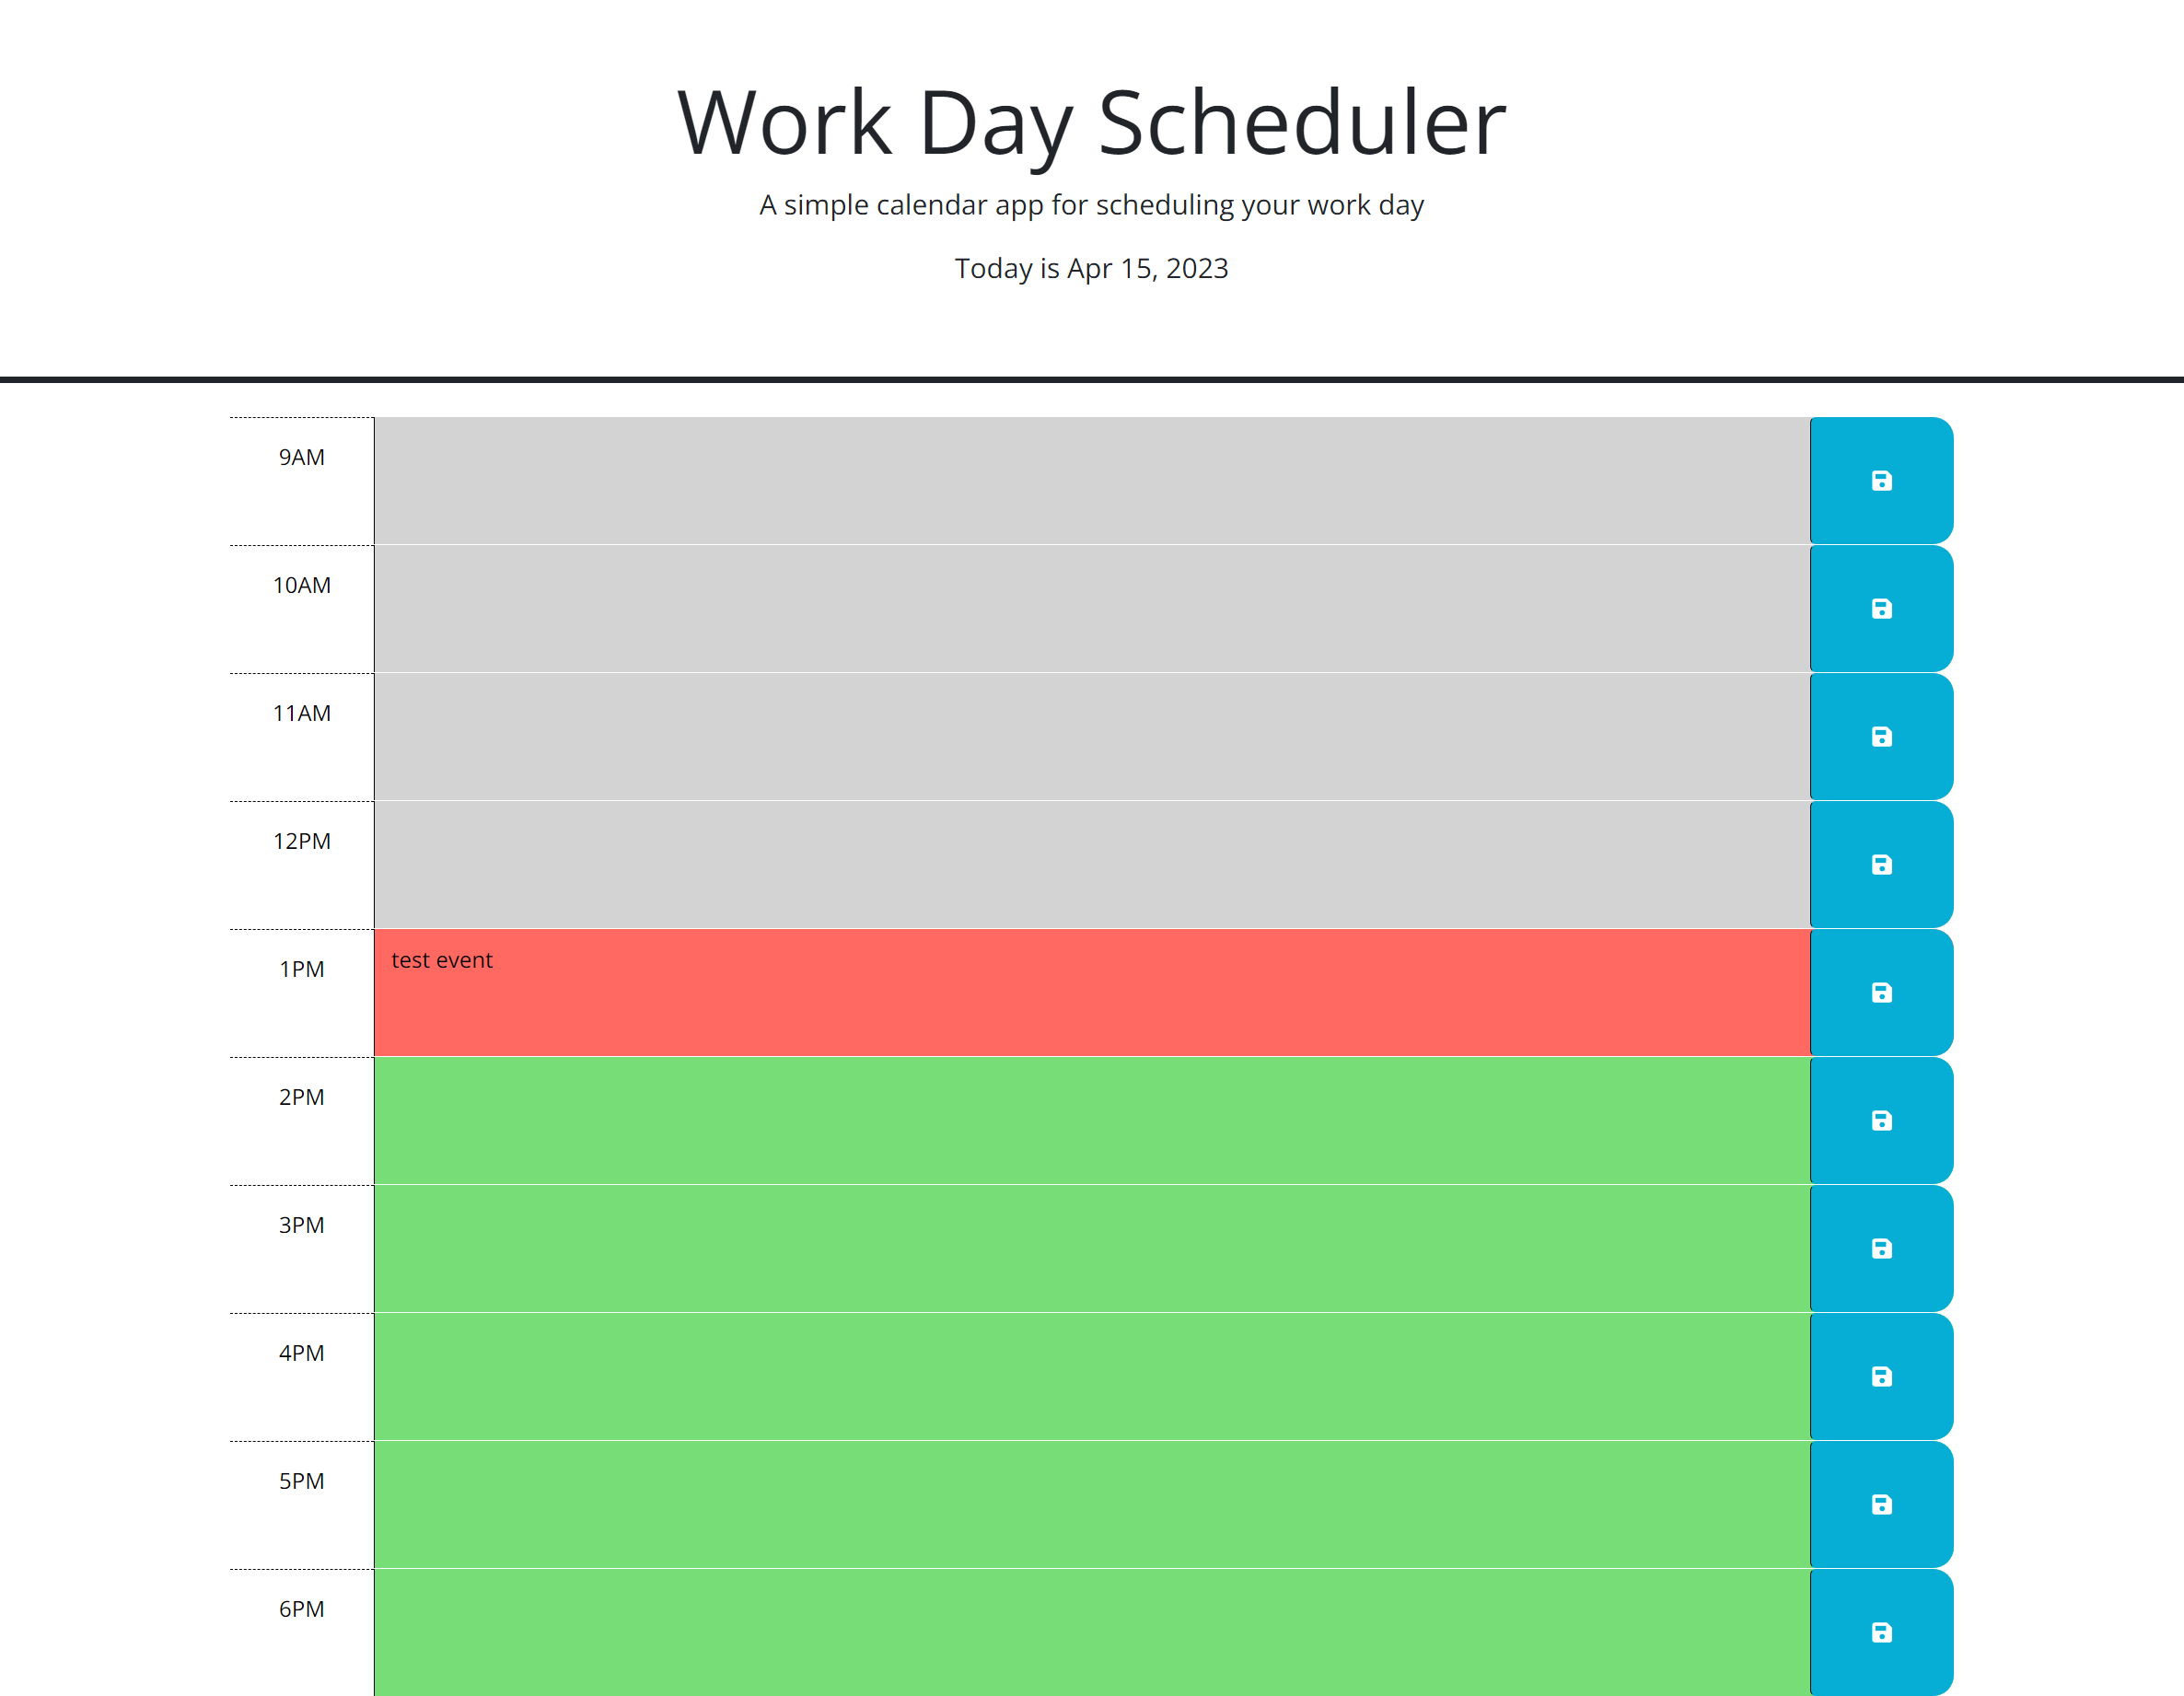 Work Day Scheduler
A simple calendar app for scheduling your work day
Today is Apr 15, 2023
9AM
10AM
11AM
12PM
1PM
test event
2PM
3PM
4PM
5PM
6PM